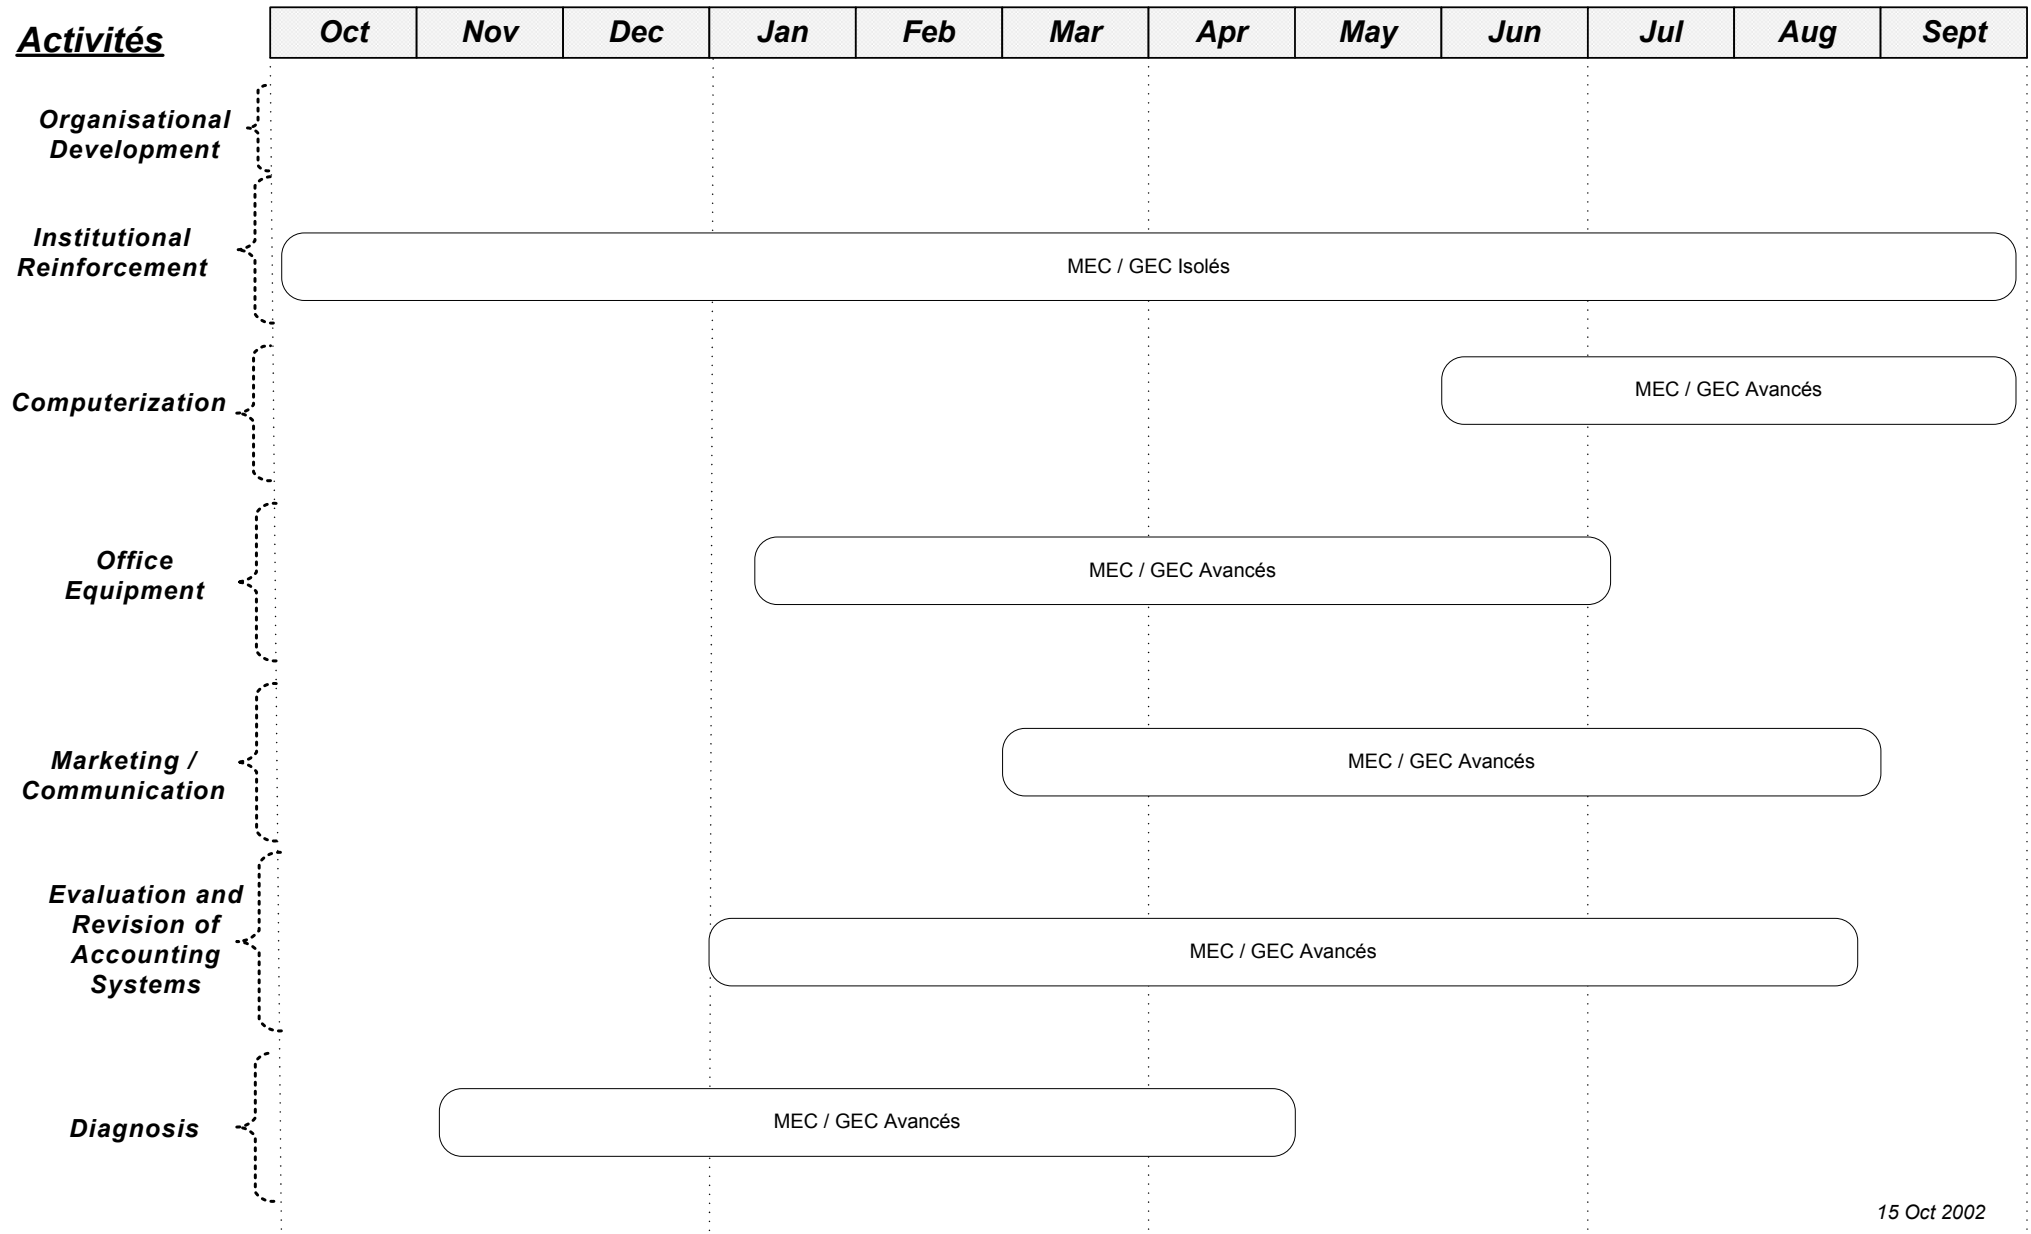 Activités
Oct Nov Dec Jan Feb Mar Apr May Jun Jul Aug Sept
Organisational
Development
Institutional
Reinforcement
MEC / GEC Isolés
Computerization
MEC / GEC Avancés
Office
Equipment
MEC / GEC Avancés
Marketing /
Communication
MEC / GEC Avancés
Evaluation and
Revision of
Accounting
Systems
MEC / GEC Avancés
Diagnosis
MEC / GEC Avancés
15 Oct 2002